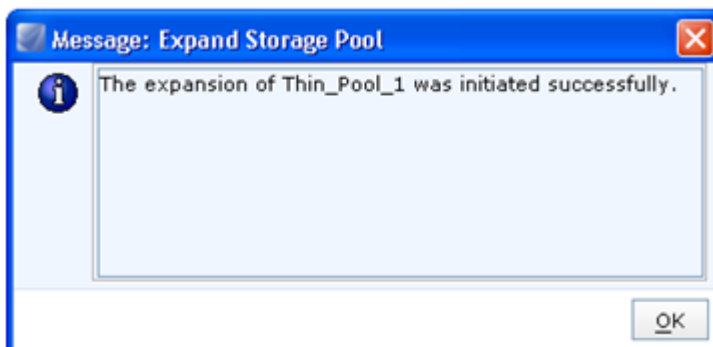 Message: Expand Storage Pool
The expansion of Thin_Pool_1 was initiated successfully.
OK